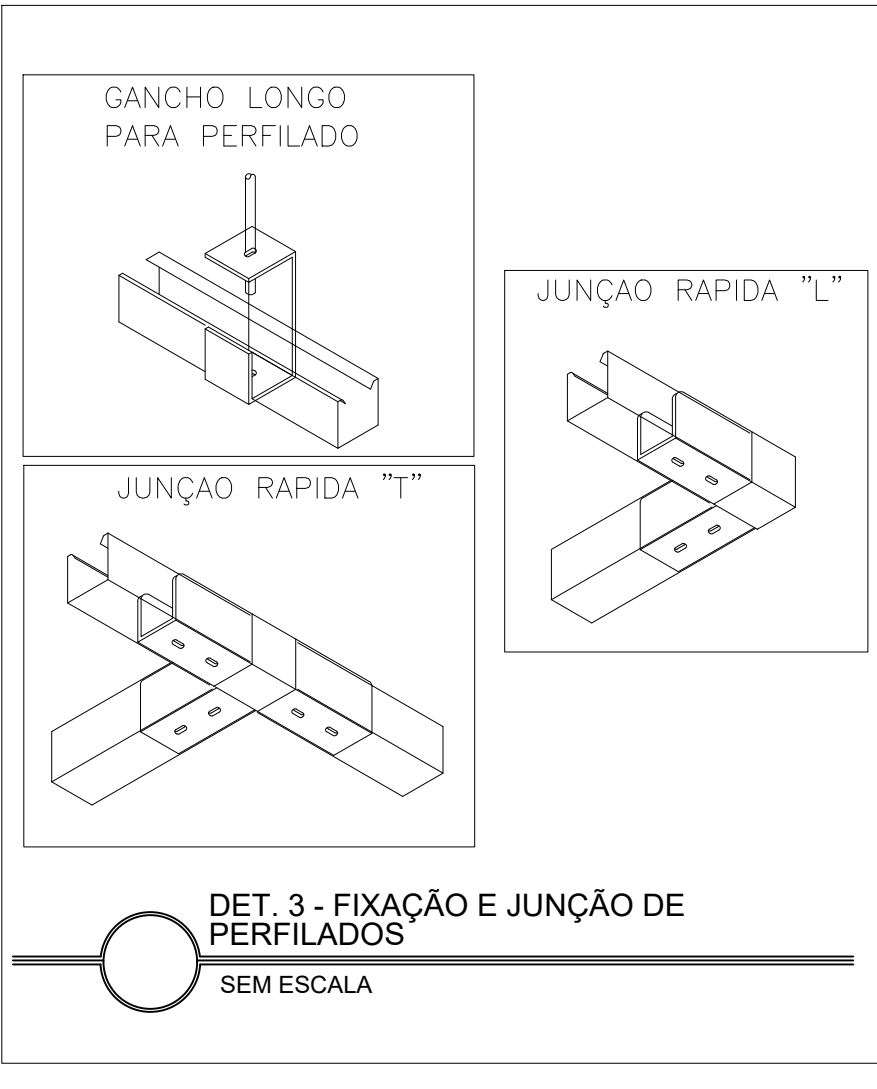 GANCHO LONGO
PARA PERFILADO
JUNÇAO RAPIDA "L"
JUNÇAO RAPIDA "T"
DET. 3 - FIXAÇÃO E JUNÇÃO DE
PERFILADOS
SEM ESCALA